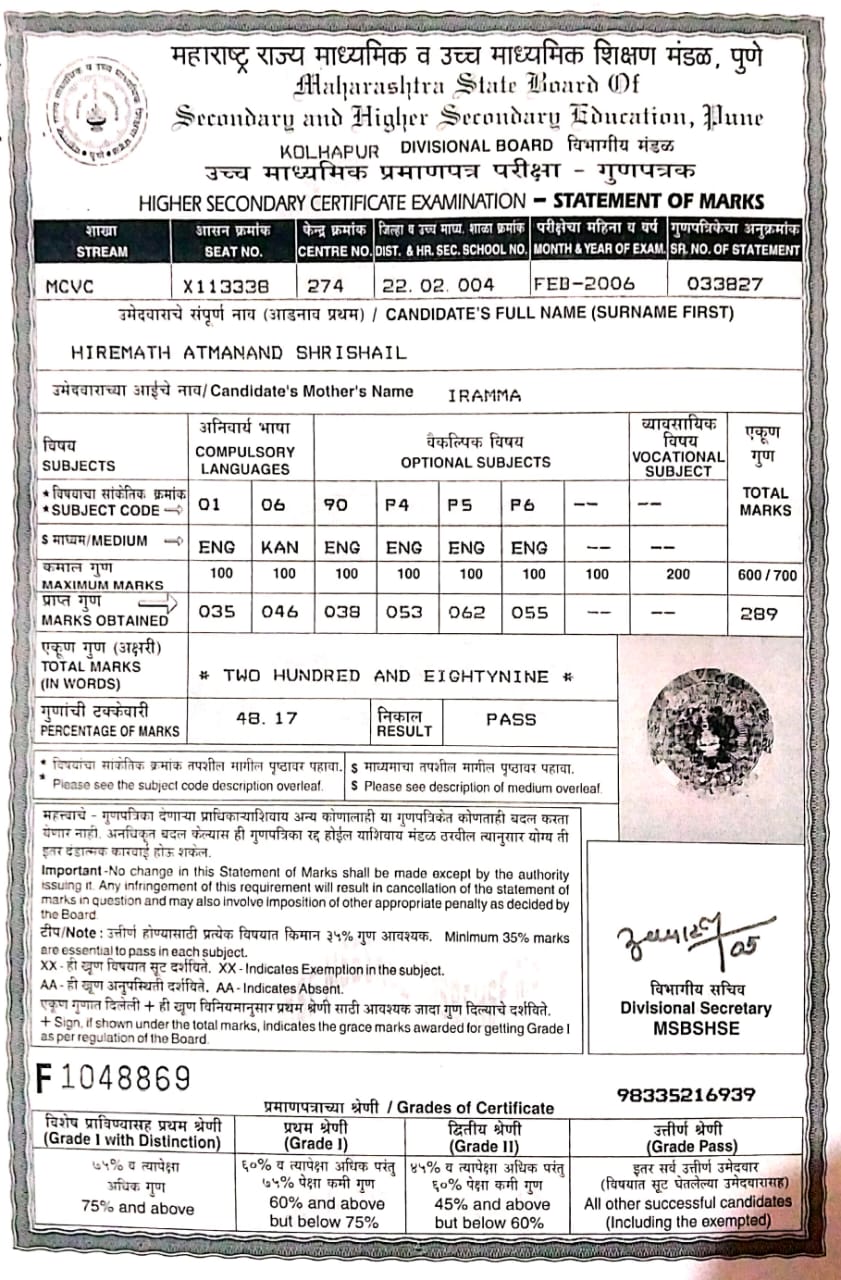 महाराष्ट्र राज्य माध्यमिक व उच्च माध्यमिक शिक्षण मंडळ, पुणे
Maharashtra State Board Of
Secondary and Higher Secondary Education, Pune
KOLHAPUR DIVISIONAL BOARD विभागीय मंडळ
उच्च माध्यमिक प्रमाणपत्र परीक्षा - गुणपत्रक
HIGHER SECONDARY CERTIFICATE EXAMINATION – STATEMENT OF MARKS
शाखा आसन क्रमांक केन्द्र क्रमांक जिल्हा व उच्च माध्य. शाळा क्रमांक परीक्षेचा महिना व वर्ष गुणपत्रिकेचा अनुक्रमांक
STREAM SEAT NO. CENTRE NO. DIST. & HR. SEC. SCHOOL NO. MONTH & YEAR OF EXAM. SR. NO. OF STATEMENT
MCVC X113338 274 22. 02. 004 FEB-2006 033827
उमेदवाराचे संपूर्ण नाव (आडनाव प्रथम) / CANDIDATE'S FULL NAME (SURNAME FIRST)
HIREMATH ATMANAND SHRISHAIL
उमेदवाराच्या आईचे नाव/ Candidate's Mother's Name IRAMMA
विषय
SUBJECTS
अनिवार्य भाषा
COMPULSORY
LANGUAGES
वैकल्पिक विषय
OPTIONAL SUBJECTS
व्यावसायिक
विषय
VOCATIONAL
SUBJECT
एकूण
गुण
TOTAL
MARKS
* विषयाचा सांकेतिक क्रमांक
* SUBJECT CODE 01 06 90 P4 P5 P6 -- --
$ माध्यम/MEDIUM ENG KAN ENG ENG ENG ENG -- --
कमाल गुण
MAXIMUM MARKS 100 100 100 100 100 100 100 200 600 / 700
प्राप्त गुण
MARKS OBTAINED 035 046 038 053 062 055 -- -- 289
एकूण गुण (अक्षरी)
TOTAL MARKS
(IN WORDS)
* TWO HUNDRED AND EIGHTYNINE *
गुणांची टक्केवारी
PERCENTAGE OF MARKS 48. 17
निकाल
RESULT PASS
* विषयांचा सांकेतिक क्रमांक तपशील मागील पृष्ठावर पहावा.
* Please see the subject code description overleaf.
$ माध्यमाचा तपशील मागील पृष्ठावर पहावा.
$ Please see description of medium overleaf.
महत्त्वाचे - गुणपत्रिका देणाऱ्या प्राधिकाऱ्याशिवाय अन्य कोणालाही या गुणपत्रिकेत कोणताही बदल करता
येणार नाही. अनधिकृत बदल केल्यास ही गुणपत्रिका रद्द होईल याशिवाय मंडळ ठरवील त्यानुसार योग्य ती
इतर दंडात्मक कारवाई होऊ शकेल.
Important -No change in this Statement of Marks shall be made except by the authority
issuing it. Any infringement of this requirement will result in cancellation of the statement of
marks in question and may also involve imposition of other appropriate penalty as decided by
the Board
टीप/Note : उत्तीर्ण होण्यासाठी प्रत्येक विषयात किमान ३५% गुण आवश्यक. Minimum 35% marks
are essential to pass in each subject.
XX - ही खूण विषयात सूट दर्शविते. XX - Indicates Exemption in the subject.
AA - ही खूण अनुपस्थिती दर्शविते. AA - Indicates Absent.
एकूण गुणात दिलेली + ही खूण विनियमानुसार प्रथम श्रेणी साठी आवश्यक जादा गुण दिल्याचे दर्शविते.
+ Sign, if shown under the total marks, indicates the grace marks awarded for getting Grade I
as per regulation of the Board.
विभागीय सचिव
Divisional Secretary
MSBSHSE
F 1048869
98335216939
प्रमाणपत्राच्या श्रेणी / Grades of Certificate
विशेष प्राविण्यासह प्रथम श्रेणी
(Grade I with Distinction)
प्रथम श्रेणी
(Grade I)
द्वितीय श्रेणी
(Grade II)
उत्तीर्ण श्रेणी
(Grade Pass)
७५% व त्यापेक्षा
अधिक गुण
75% and above
६०% व त्यापेक्षा अधिक परंतु
७५% पेक्षा कमी गुण
60% and above
but below 75%
४५% व त्यापेक्षा अधिक परंतु
६०% पेक्षा कमी गुण
45% and above
but below 60%
इतर सर्व उत्तीर्ण उमेदवार
(विषयात सूट घेतलेल्या उमेदवारासह)
All other successful candidates
(Including the exempted)